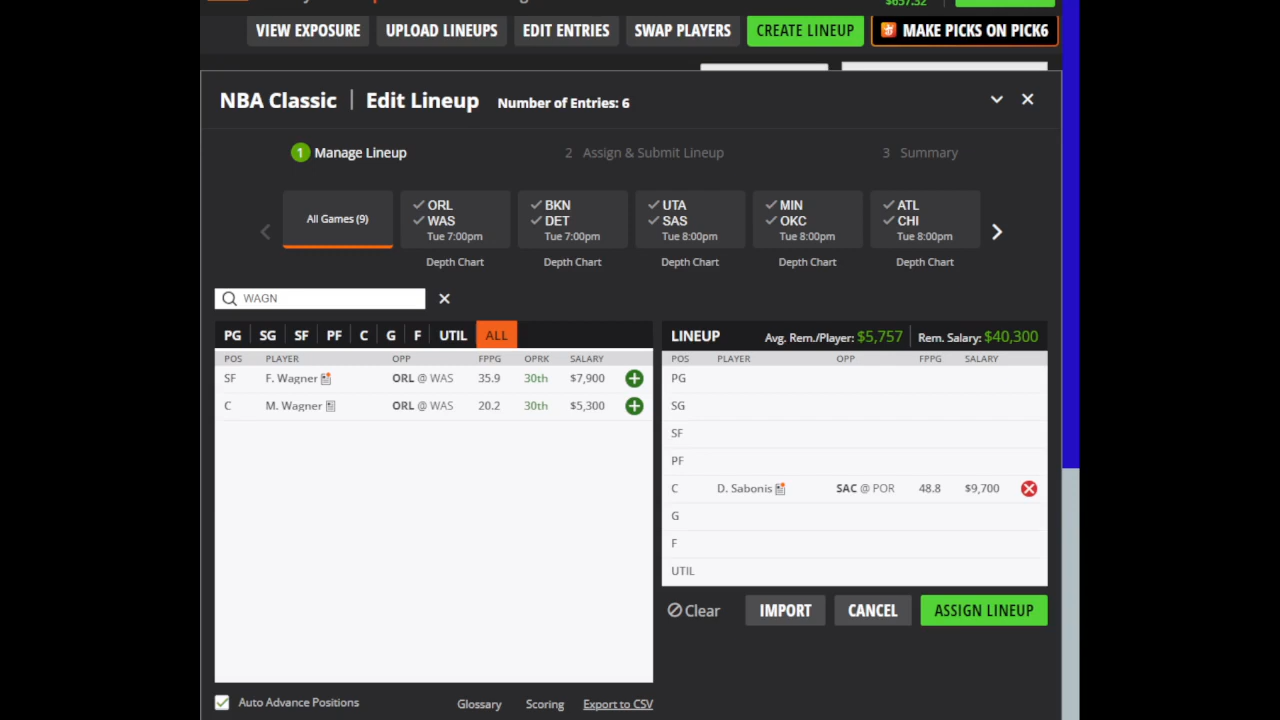 $657.32
VIEW EXPOSURE UPLOAD LINEUPS EDIT ENTRIES SWAP PLAYERS CREATE LINEUP MAKE PICKS ON PICK6
NBA Classic | Edit Lineup Number of Entries: 6
1 Manage Lineup 2 Assign & Submit Lineup 3 Summary
All Games (9)
ORL
WAS
Tue 7:00pm
Depth Chart
BKN
DET
Tue 7:00pm
Depth Chart
UTA
SAS
Tue 8:00pm
Depth Chart
MIN
OKC
Tue 8:00pm
Depth Chart
ATL
CHI
Tue 8:00pm
Depth Chart
WAGN
PG SG SF PF C G F UTIL ALL
POS PLAYER OPP FPPG OPRK SALARY
SF F. Wagner ORL @ WAS 35.9 30th $7,900
C M. Wagner ORL @ WAS 20.2 30th $5,300
LINEUP Avg. Rem./Player: $5,757 Rem. Salary: $40,300
POS PLAYER OPP FPPG SALARY
PG
SG
SF
PF
C D. Sabonis SAC @ POR 48.8 $9,700
G
F
UTIL
Clear IMPORT CANCEL ASSIGN LINEUP
Auto Advance Positions Glossary Scoring Export to CSV